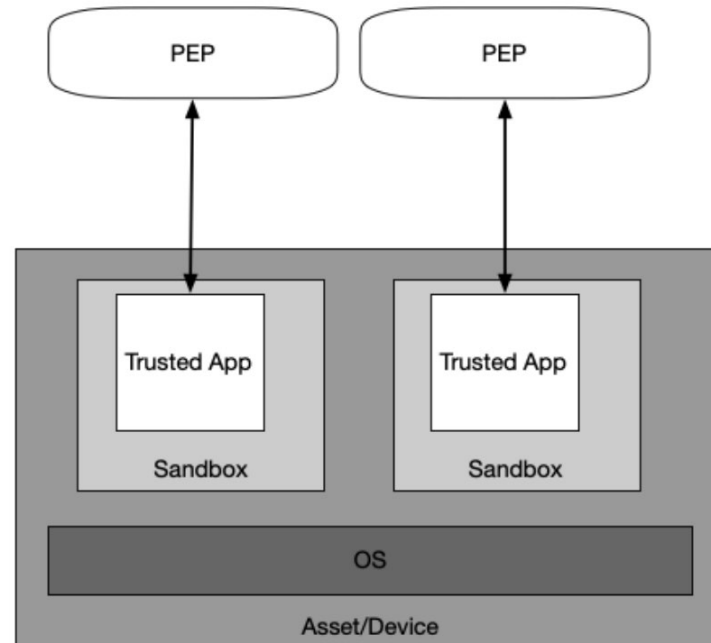 PEP
PEP
Trusted App
Trusted App
Sandbox
Sandbox
OS
Asset/Device